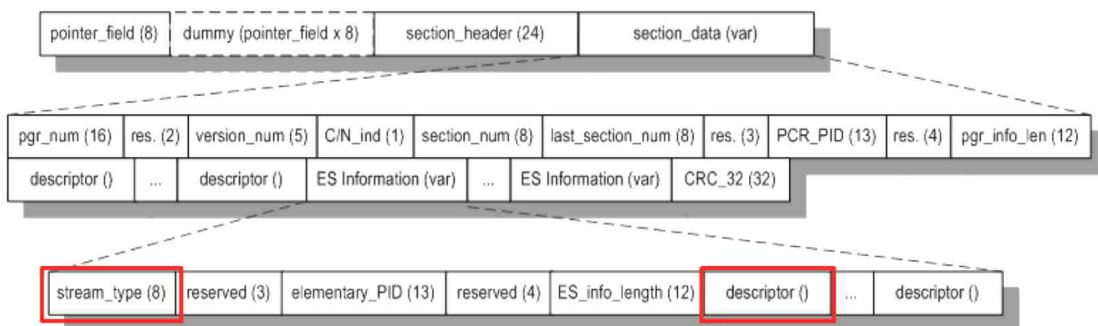 pointer_field (8) dummy (pointer_field x 8) section_header (24) section_data (var)
pgr_num (16) res. (2) version_num (5) C/N_ind (1) section_num (8) last_section_num (8) res. (3) PCR_PID (13) res. (4) pgr_info_len (12)
descriptor () ... descriptor () ES Information (var) ... ES Information (var) CRC_32 (32)
stream_type (8) reserved (3) elementary_PID (13) reserved (4) ES_info_length (12) descriptor () ... descriptor ()